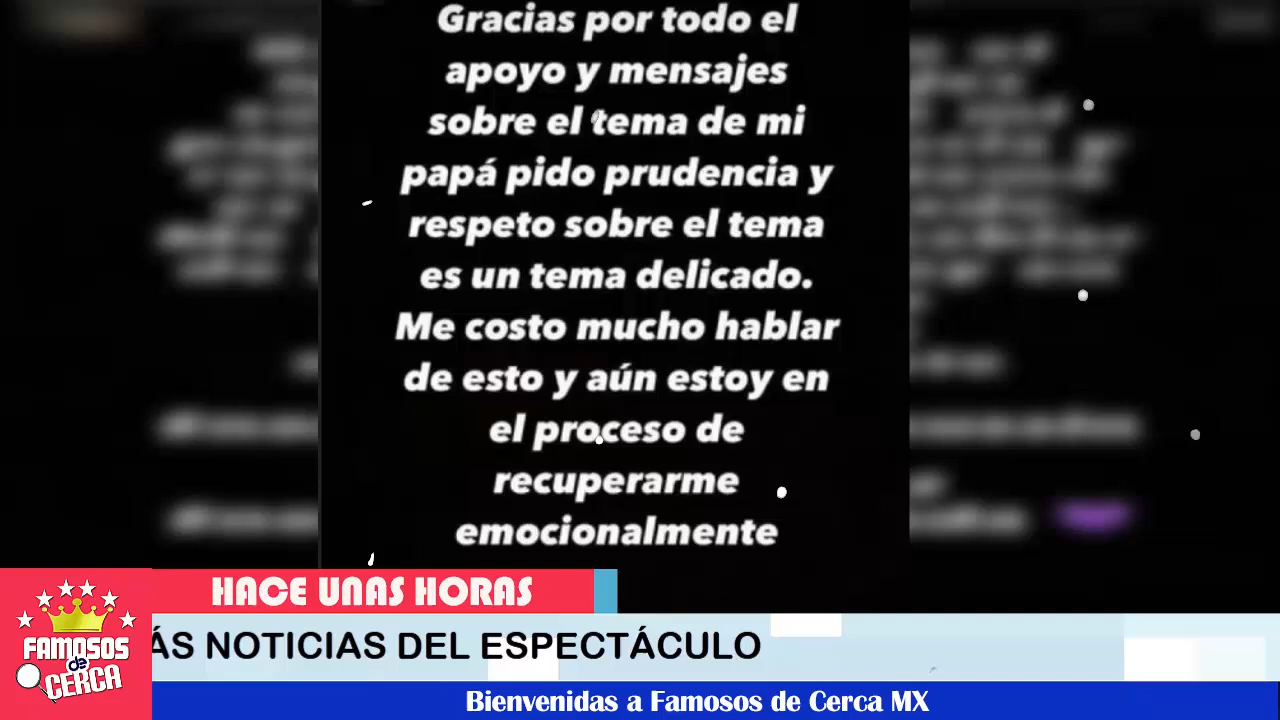 Gracias por todo el
apoyo y mensajes
sobre el tema de mi
papá pido prudencia y
respeto sobre el tema
es un tema delicado.
Me costo mucho hablar
de esto y aún estoy en
el proceso de
recuperarme
emocionalmente
HACE UNAS HORAS
ÁS NOTICIAS DEL ESPECTÁCULO
FAMOSOS
de
CERCA
Bienvenidas a Famosos de Cerca MX